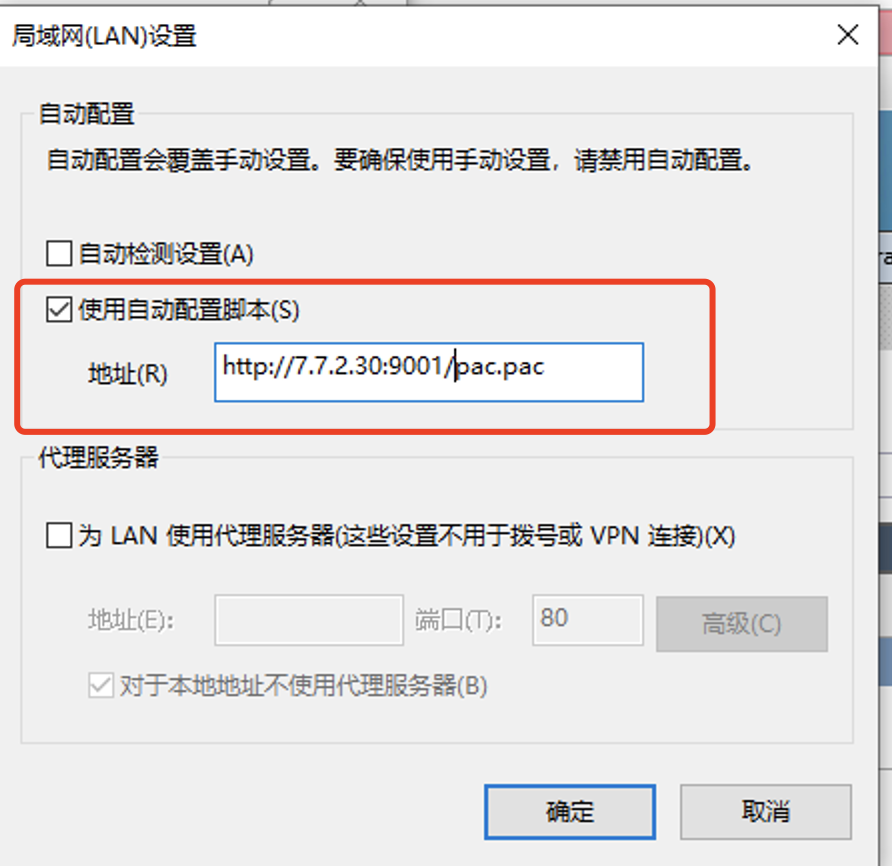 局域网(LAN)设置
自动配置
自动配置会覆盖手动设置。要确保使用手动设置，请禁用自动配置。
自动检测设置(A)
使用自动配置脚本(S)
地址(R)
http://7.7.2.30:9001/pac.pac
代理服务器
为 LAN 使用代理服务器(这些设置不用于拨号或 VPN 连接)(X)
地址(E): 端口(T): 80 高级(C)
对于本地地址不使用代理服务器(B)
确定 取消